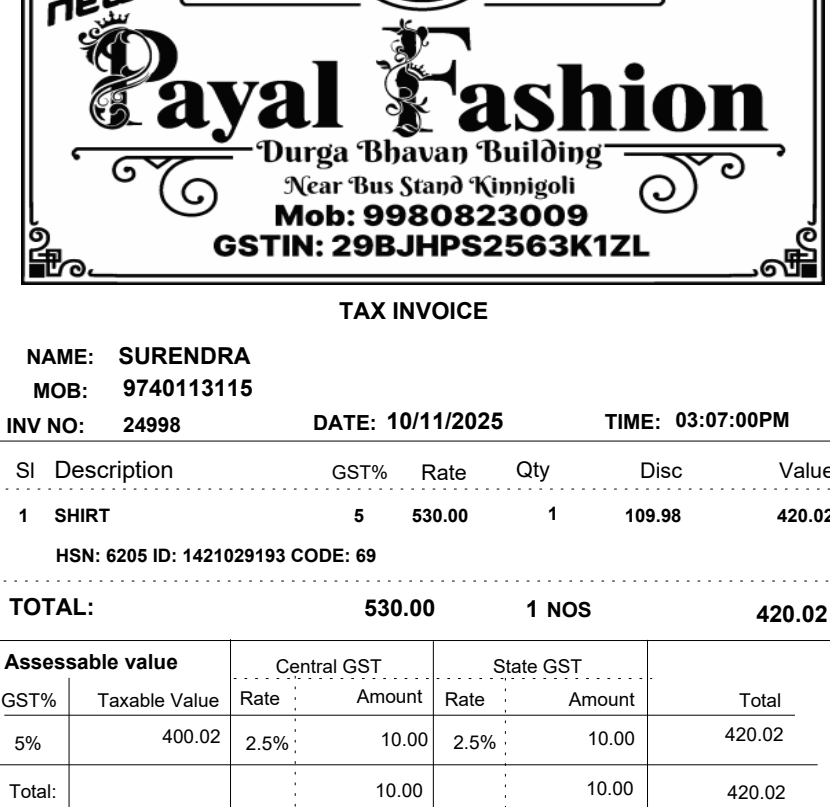 new
Payal Fashion
Durga Bhavan Building
Near Bus Stand Kinnigoli
Mob: 9980823009
GSTIN: 29BJHPS2563K1ZL
TAX INVOICE
NAME: SURENDRA
MOB: 9740113115
INV NO: 24998 DATE: 10/11/2025 TIME: 03:07:00PM
Sl Description GST% Rate Qty Disc Value
1 SHIRT 5 530.00 1 109.98 420.02
HSN: 6205 ID: 1421029193 CODE: 69
TOTAL: 530.00 1 NOS 420.02
Assessable value Central GST State GST
GST% Taxable Value Rate Amount Rate Amount Total
5% 400.02 2.5% 10.00 2.5% 10.00 420.02
Total: 10.00 10.00 420.02